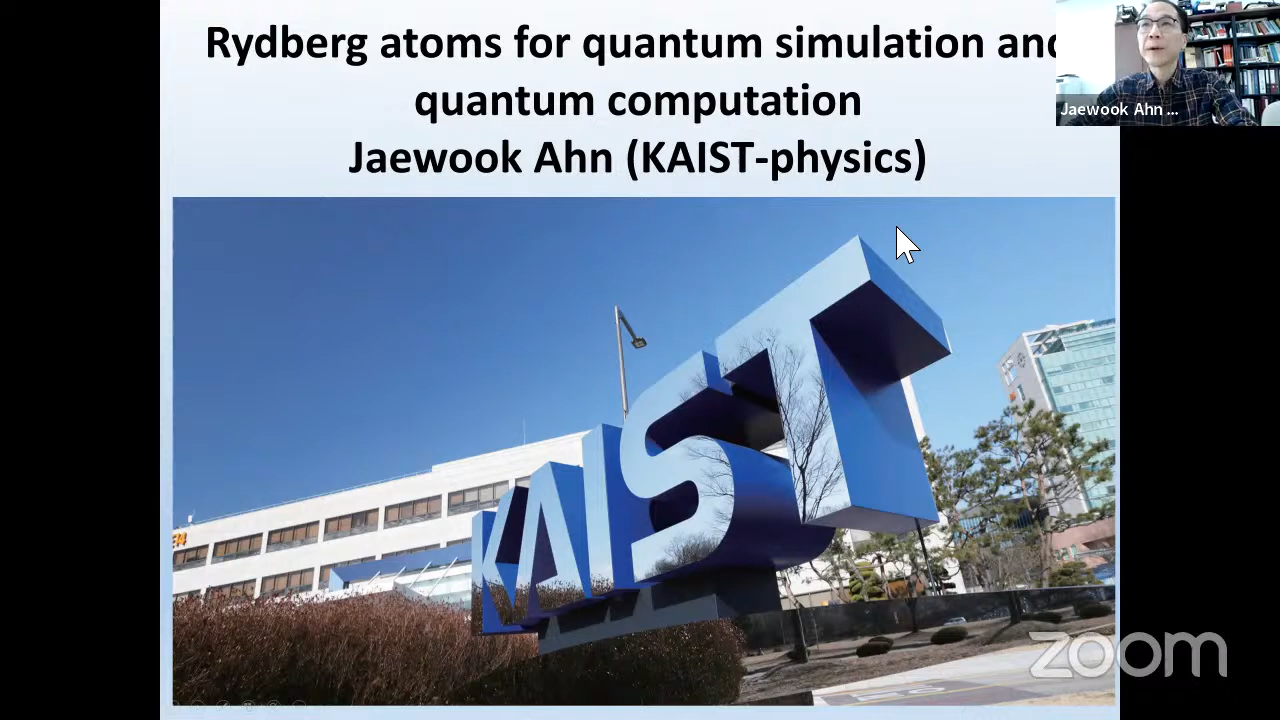 Rydberg atoms for quantum simulation and
quantum computation
Jaewook Ahn (KAIST-physics)
Jaewook Ahn ...
KAIST
zoom